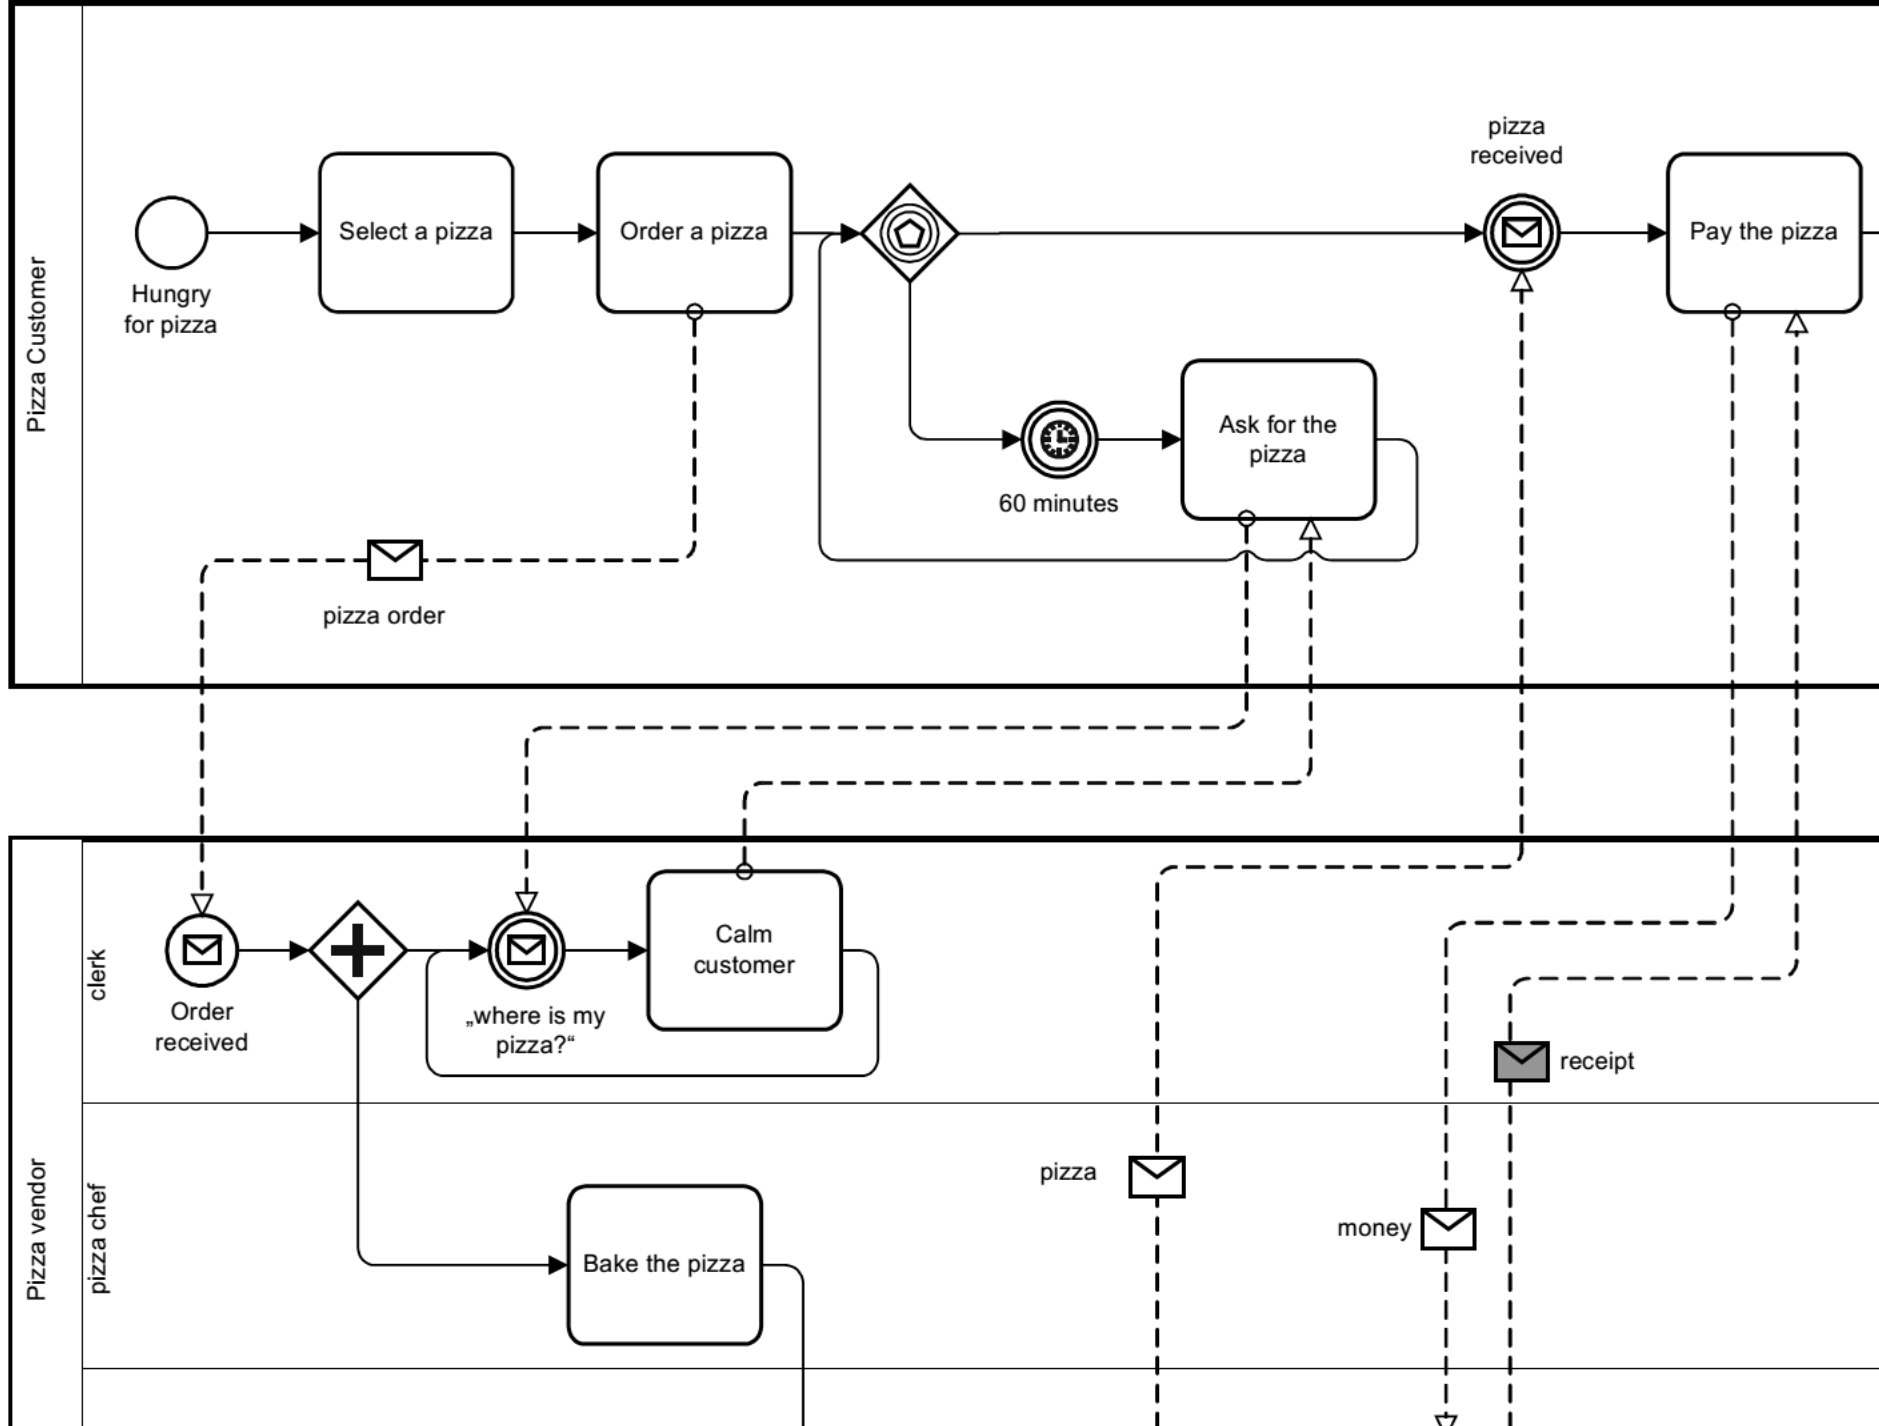 Pizza Customer
Hungry
for pizza
Select a pizza
Order a pizza
pizza
received
Pay the pizza
60 minutes
Ask for the
pizza
pizza order
Pizza vendor
clerk
Order
received
„where is my
pizza?“
Calm
customer
receipt
pizza chef
Bake the pizza
pizza
money